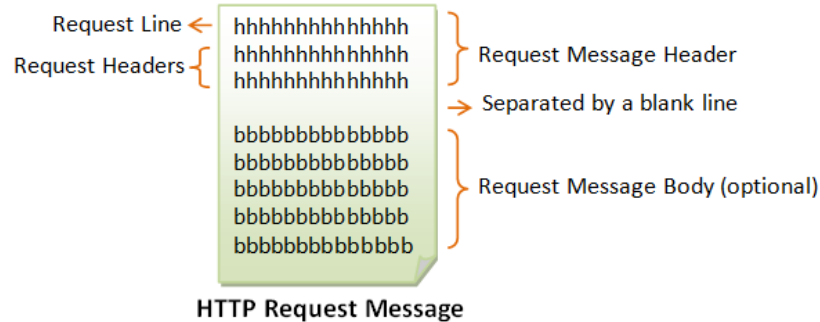 Request Line
hhhhhhhhhhhhhh
Request Headers
hhhhhhhhhhhhhh
hhhhhhhhhhhhhh
Request Message Header
Separated by a blank line
bbbbbbbbbbbbbb
bbbbbbbbbbbbbb
bbbbbbbbbbbbbb
bbbbbbbbbbbbbb
bbbbbbbbbbbbbb
Request Message Body (optional)
HTTP Request Message